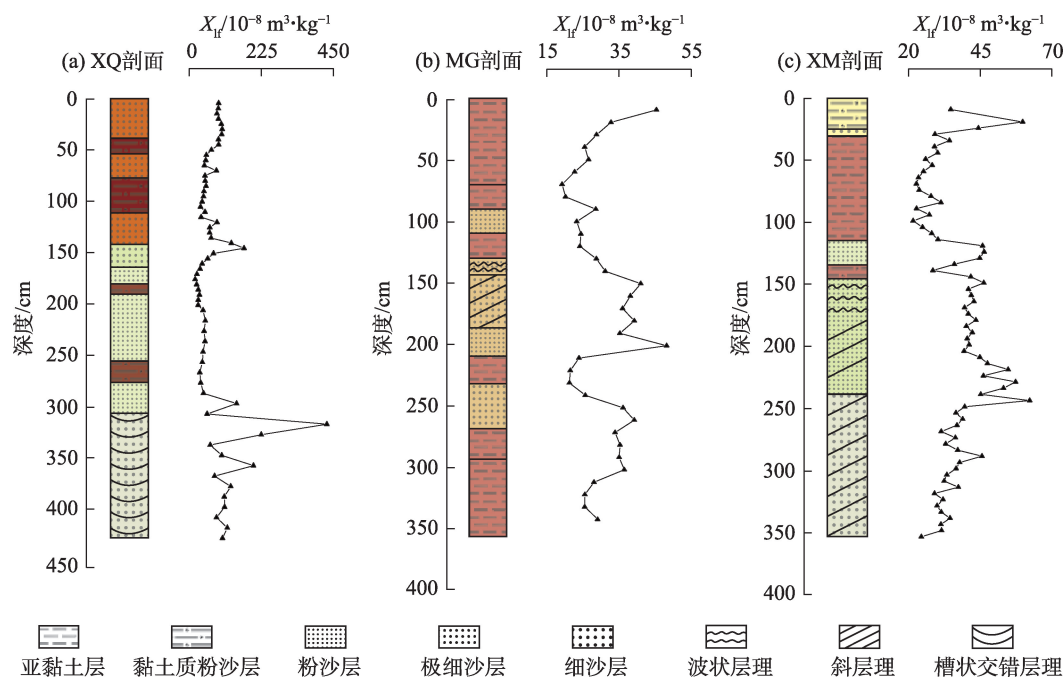 X_lf/10⁻⁸ m³•kg⁻¹
X_lf/10⁻⁸ m³•kg⁻¹
X_lf/10⁻⁸ m³•kg⁻¹
(a) XQ剖面
0 225 450
(b) MG剖面
15 35 55
(c) XM剖面
20 45 70
深度/cm
0
50
100
150
200
250
300
350
400
450
深度/cm
0
50
100
150
200
250
300
350
400
深度/cm
0
50
100
150
200
250
300
350
400
亚黏土层 黏土质粉沙层 粉沙层 极细沙层 细沙层 波状层理 斜层理 槽状交错层理